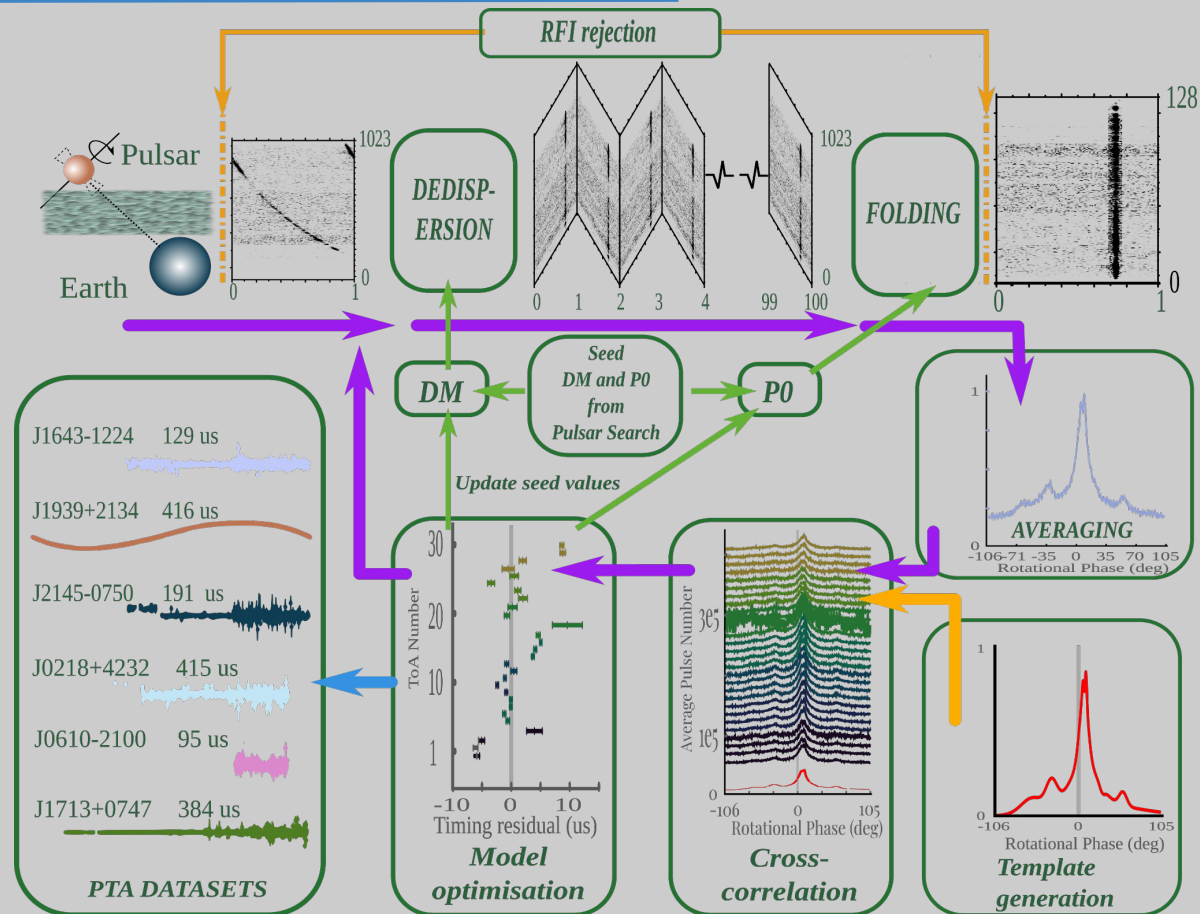 RFI rejection
Pulsar
Earth
1023
0
0 1
DEDISP-
ERSION
1023
0
0 1 2 3 4 99 100
FOLDING
128
0
0 1
Seed
DM and P0
from
Pulsar Search
DM
P0
Update seed values
1
0
AVERAGING
-106 -71 -35 0 35 70 105
Rotational Phase (deg)
J1643-1224 129 us
J1939+2134 416 us
J2145-0750 191 us
J0218+4232 415 us
J0610-2100 95 us
J1713+0747 384 us
PTA DATASETS
30
20
10
1
ToA Number
-10 0 10
Timing residual (us)
Model
optimisation
3e5
1e5
0
Average Pulse Number
-106 0 105
Rotational Phase (deg)
Cross-
correlation
1
0
-106 0 105
Rotational Phase (deg)
Template
generation